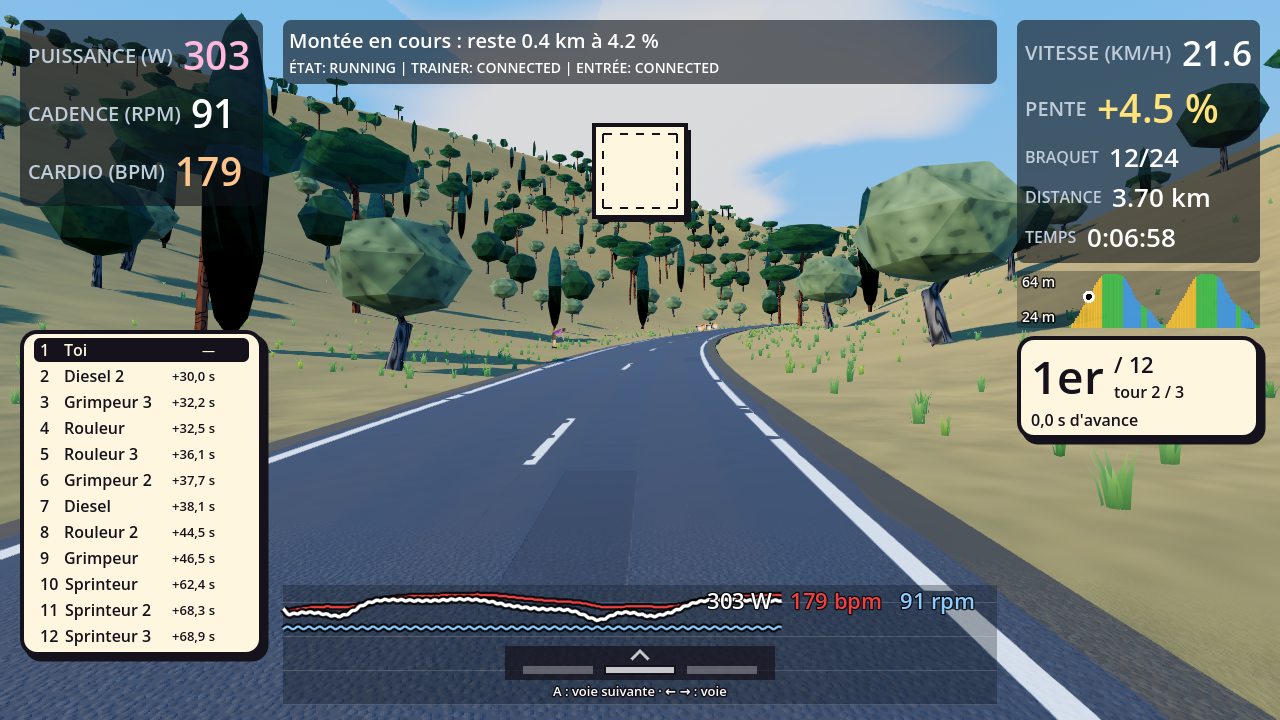 PUISSANCE (W) 303
CADENCE (RPM) 91
CARDIO (BPM) 179
Montée en cours : reste 0.4 km à 4.2 %
ÉTAT: RUNNING | TRAINER: CONNECTED | ENTRÉE: CONNECTED
VITESSE (KM/H) 21.6
PENTE +4.5 %
BRAQUET 12/24
DISTANCE 3.70 km
TEMPS 0:06:58
64 m
24 m
1er / 12
tour 2 / 3
0,0 s d'avance
1 Toi —
2 Diesel 2 +30,0 s
3 Grimpeur 3 +32,2 s
4 Rouleur +32,5 s
5 Rouleur 3 +36,1 s
6 Grimpeur 2 +37,7 s
7 Diesel +38,1 s
8 Rouleur 2 +44,5 s
9 Grimpeur +46,5 s
10 Sprinteur +62,4 s
11 Sprinteur 2 +68,3 s
12 Sprinteur 3 +68,9 s
303 W 179 bpm 91 rpm
A : voie suivante · ← → : voie